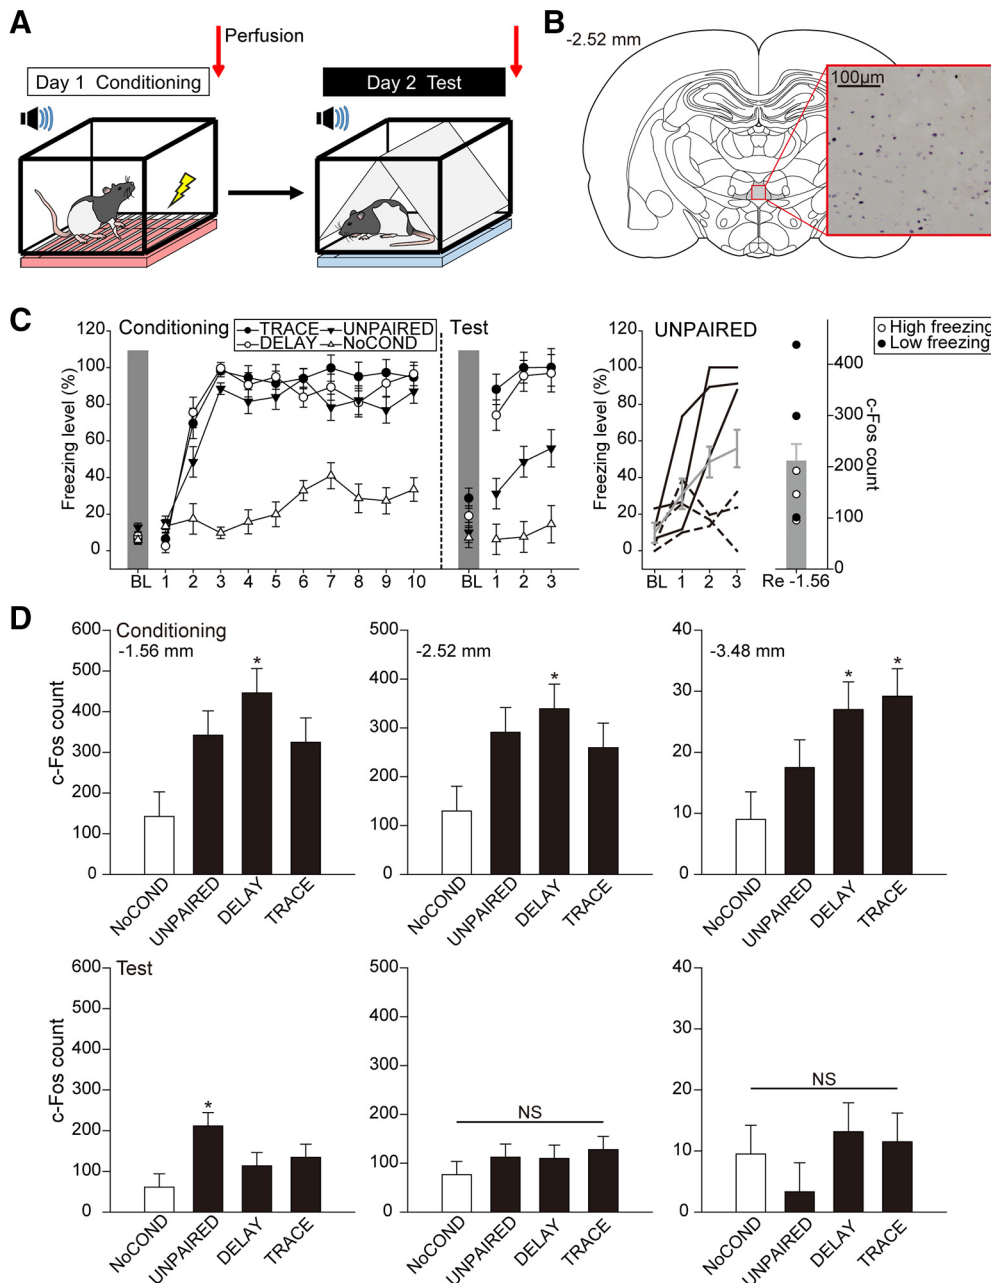 A
Perfusion
Day 1 Conditioning
Day 2 Test
B
-2.52 mm
100µm
C
Conditioning
TRACE
UNPAIRED
DELAY
NoCOND
Test
UNPAIRED
High freezing
Low freezing
Freezing level (%)
120
100
80
60
40
20
0
BL 1 2 3 4 5 6 7 8 9 10
BL 1 2 3
Freezing level (%)
120
100
80
60
40
20
0
BL 1 2 3
400
300
200
100
0
c-Fos count
Re -1.56
D
Conditioning
-1.56 mm
c-Fos count
600
500
400
300
200
100
0
*
NoCOND
UNPAIRED
DELAY
TRACE
-2.52 mm
500
400
300
200
100
0
*
NoCOND
UNPAIRED
DELAY
TRACE
-3.48 mm
40
30
20
10
0
* *
NoCOND
UNPAIRED
DELAY
TRACE
Test
c-Fos count
600
500
400
300
200
100
0
*
NoCOND
UNPAIRED
DELAY
TRACE
500
400
300
200
100
0
NS
NoCOND
UNPAIRED
DELAY
TRACE
40
30
20
10
0
NS
NoCOND
UNPAIRED
DELAY
TRACE